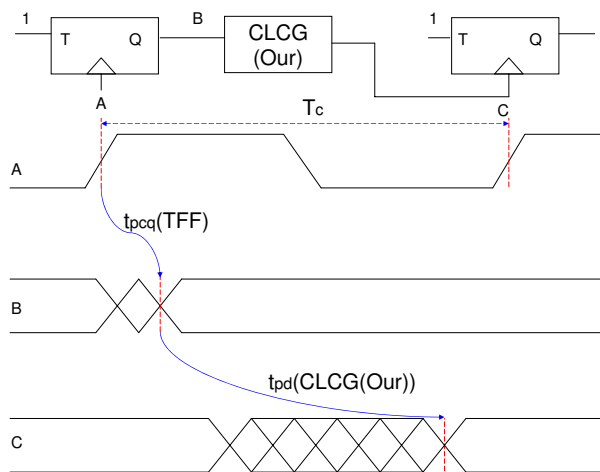 1
T Q
B
CLCG
(Our)
1
T Q
A
Tc
C
A
tpcq(TFF)
B
tpd(CLCG(Our))
C